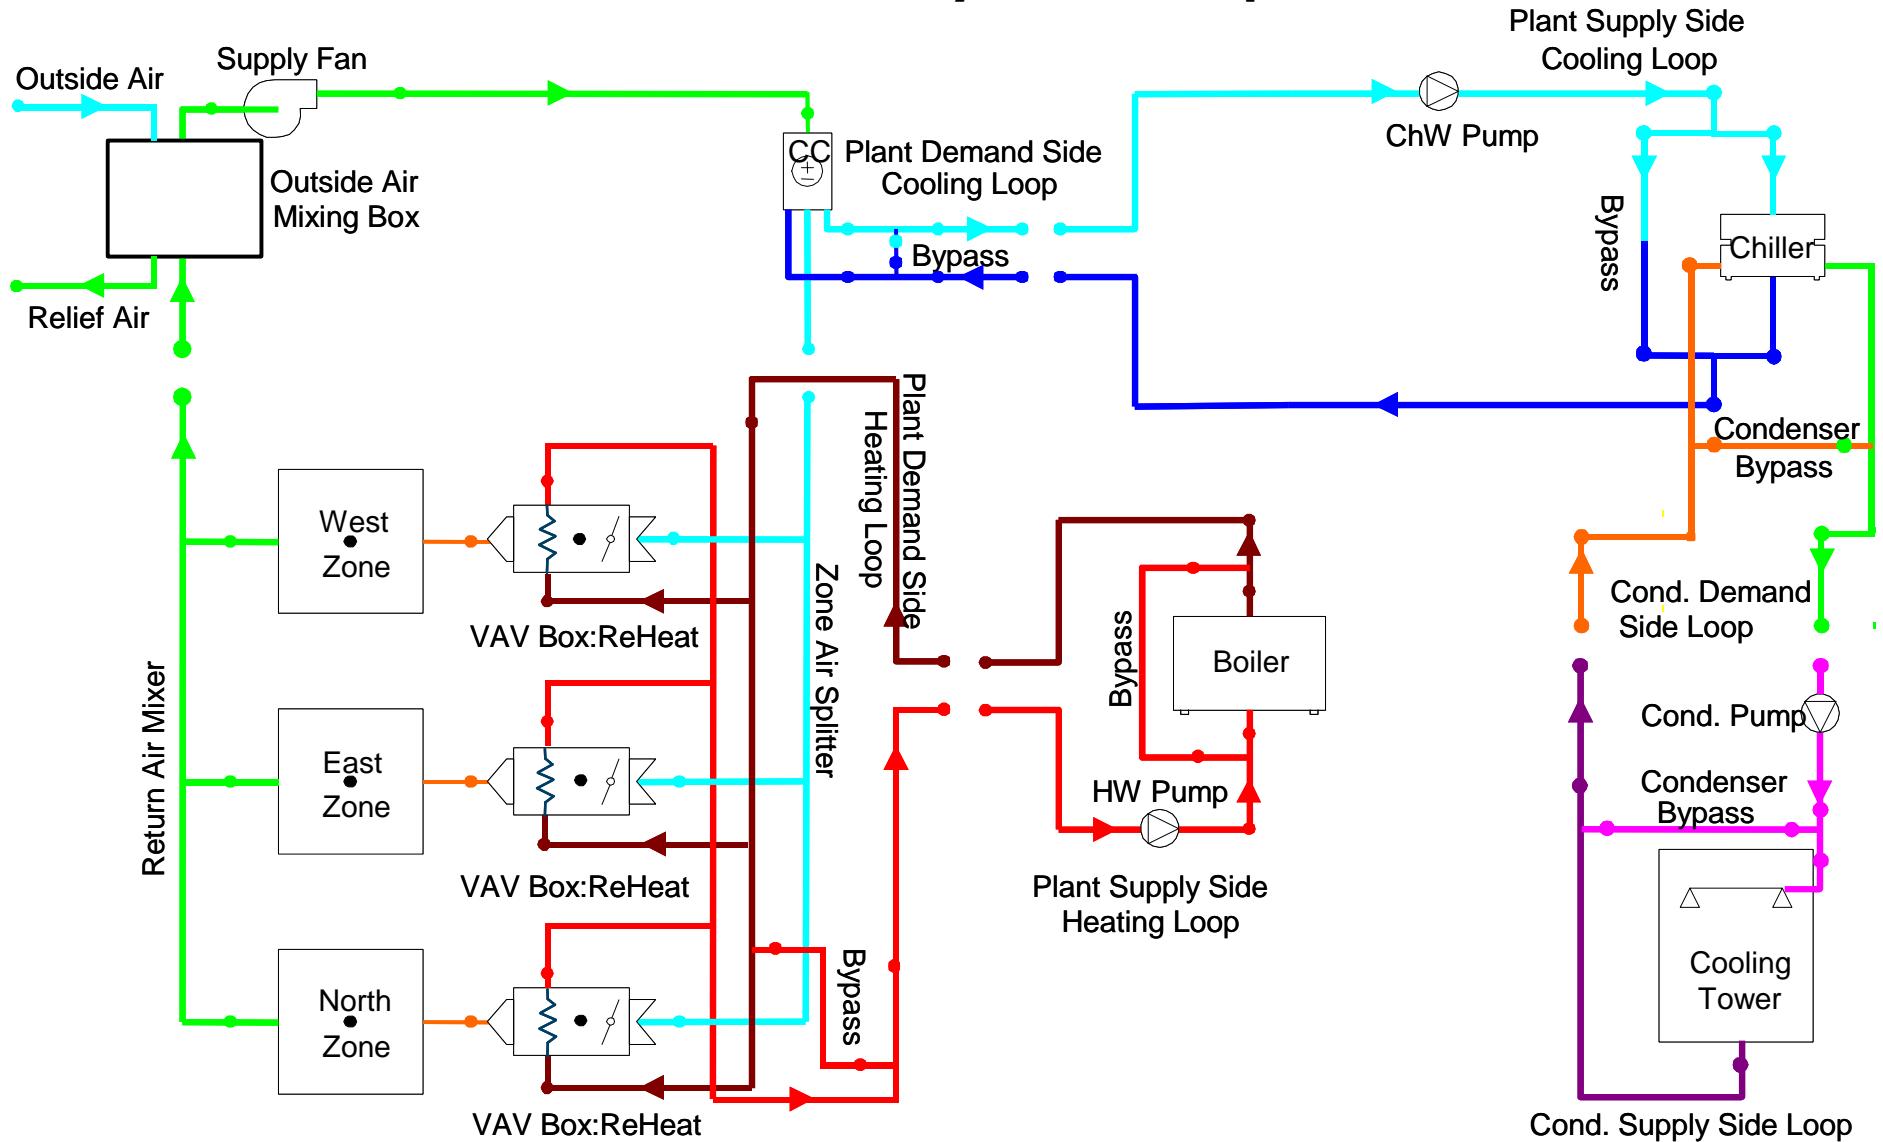 Plant Supply Side
Cooling Loop
Supply Fan
Outside Air
ChW Pump
CC
Plant Demand Side
Cooling Loop
Outside Air
Mixing Box
Bypass
Bypass
Chiller
Relief Air
Condenser
Bypass
Plant Demand Side
Heating Loop
West
Zone
VAV Box:ReHeat
Zone Air Splitter
Cond. Demand
Side Loop
Bypass
Boiler
Return Air Mixer
Cond. Pump
East
Zone
HW Pump
Condenser
Bypass
VAV Box:ReHeat
Plant Supply Side
Heating Loop
Bypass
Cooling
Tower
North
Zone
VAV Box:ReHeat
Cond. Supply Side Loop